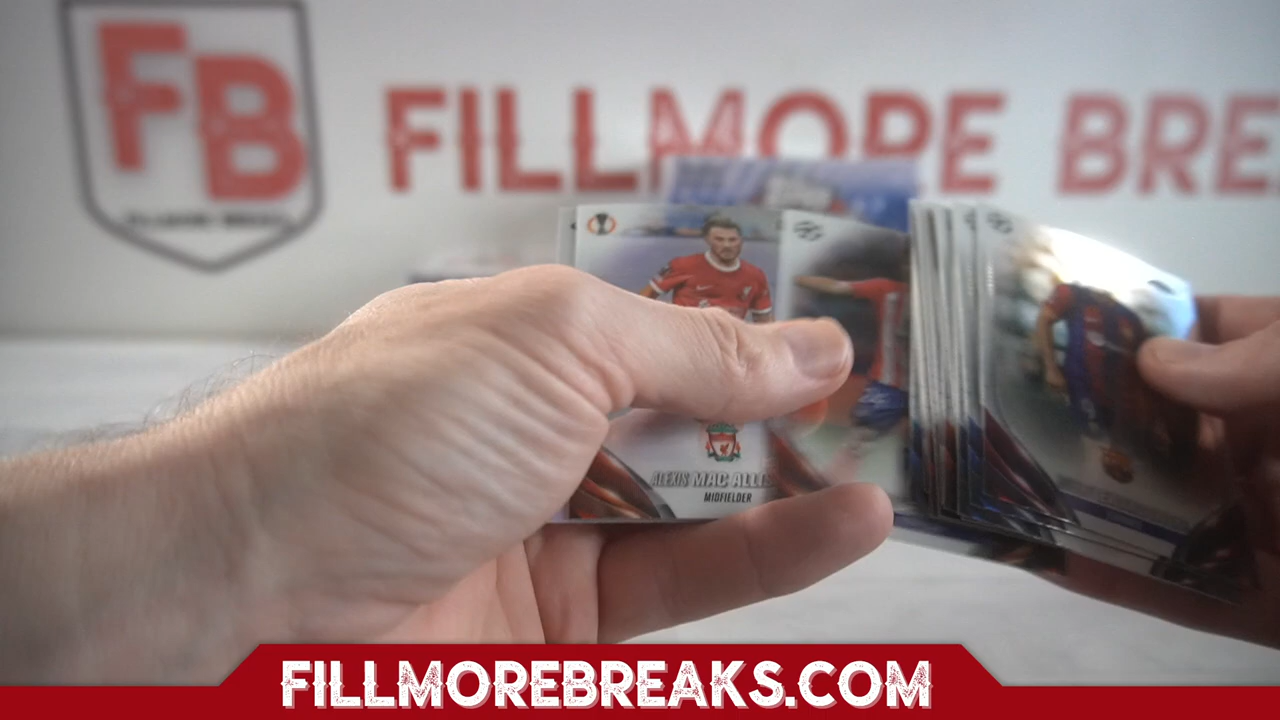 FB
FILLMORE BRE
ALEXIS MAC ALLIS
MIDFIELDER
FILLMOREBREAKS.COM